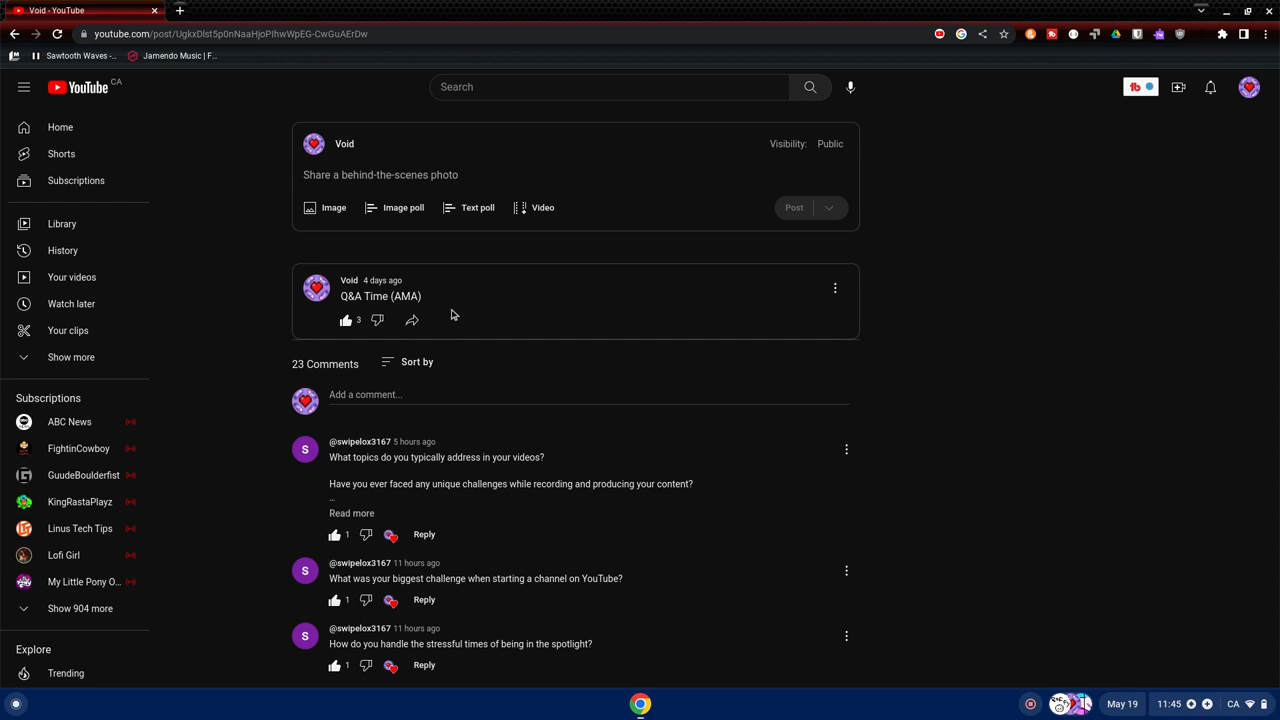 Void - YouTube
youtube.com/post/UgkxDlst5p0nNaaHjoPIhwWpEG-CwGuAErDw
Sawtooth Waves -...
Jamendo Music | F...
YouTube CA
Search
Home
Shorts
Subscriptions
Library
History
Your videos
Watch later
Your clips
Show more
Subscriptions
ABC News
FightinCowboy
GuudeBoulderfist
KingRastaPlayz
Linus Tech Tips
Lofi Girl
My Little Pony O...
Show 904 more
Explore
Trending
Void
Visibility: Public
Share a behind-the-scenes photo
Image Image poll Text poll Video
Post
Void 4 days ago
Q&A Time (AMA)
3
23 Comments Sort by
Add a comment...
@swipelox3167 5 hours ago
What topics do you typically address in your videos?
Have you ever faced any unique challenges while recording and producing your content?
...
Read more
1 Reply
@swipelox3167 11 hours ago
What was your biggest challenge when starting a channel on YouTube?
1 Reply
@swipelox3167 11 hours ago
How do you handle the stressful times of being in the spotlight?
1 Reply
May 19 11:45 CA